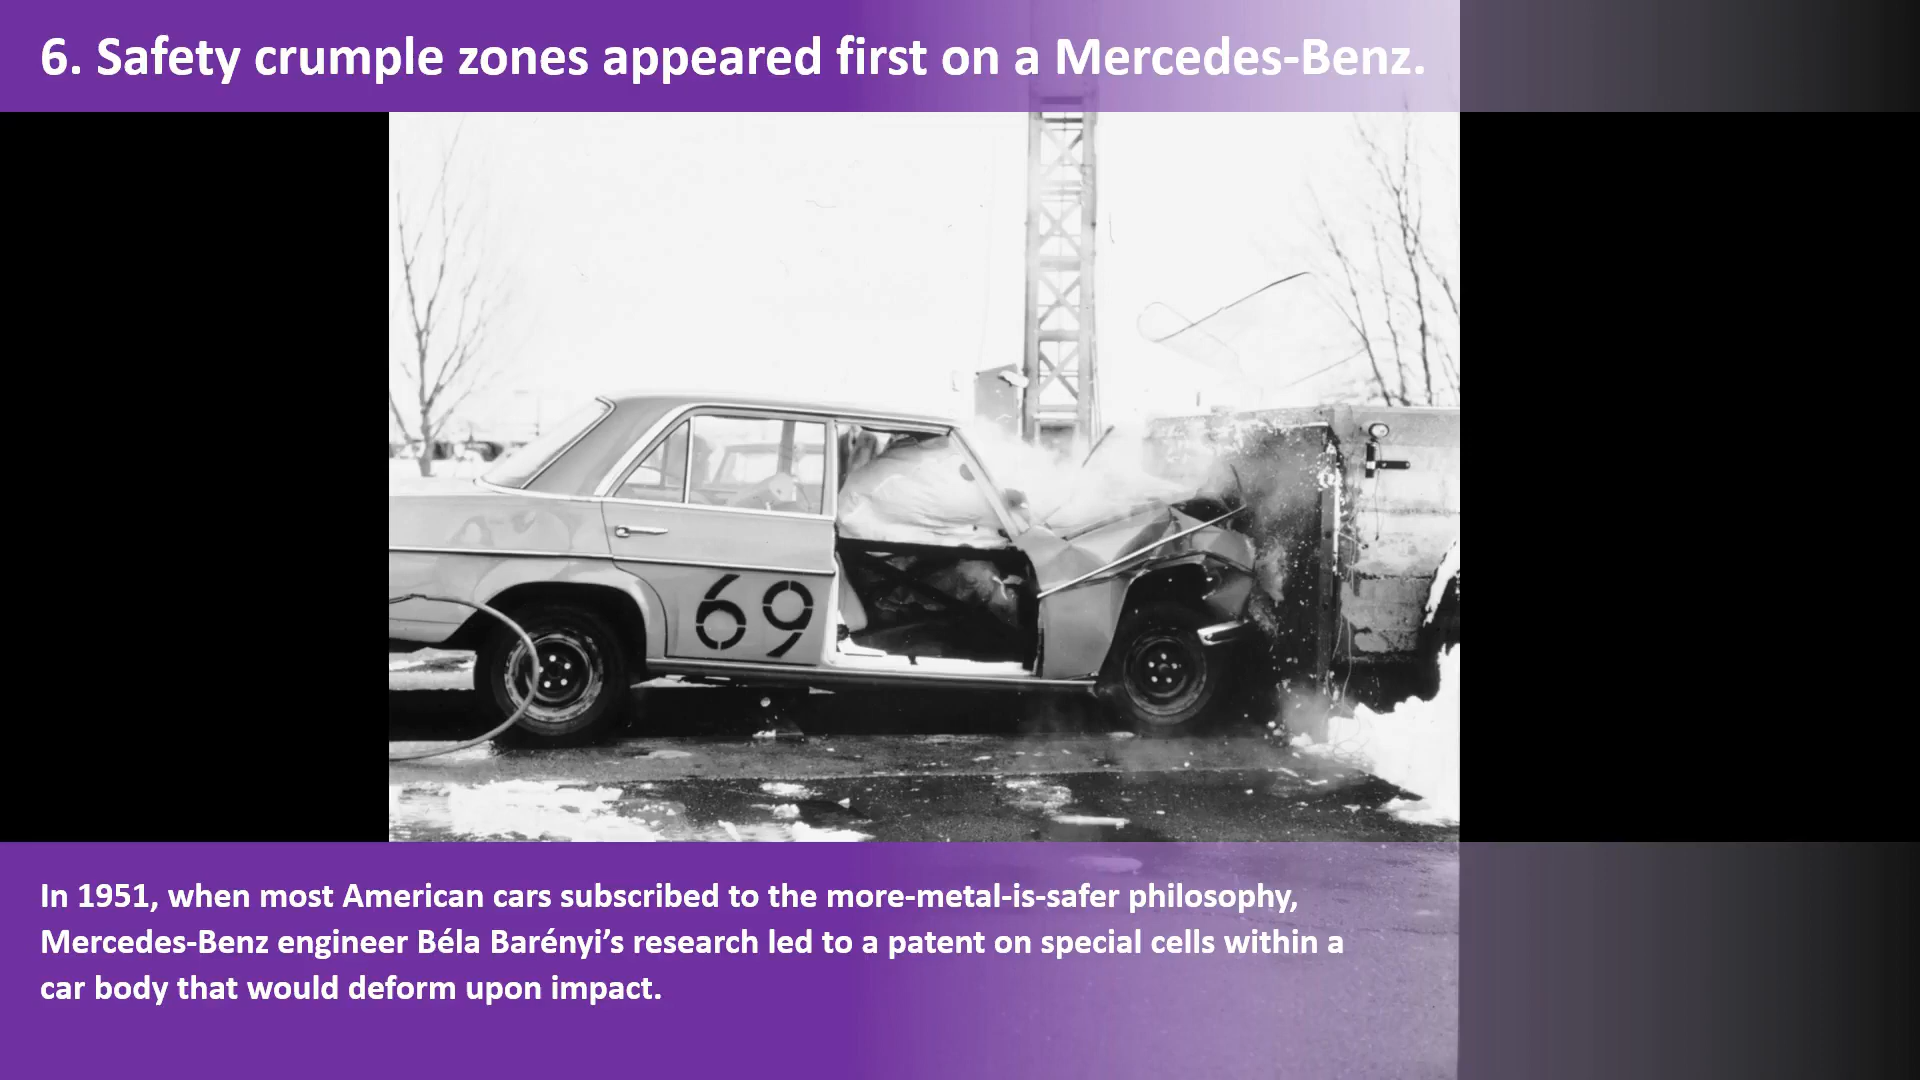 6. Safety crumple zones appeared first on a Mercedes-Benz.
69
In 1951, when most American cars subscribed to the more-metal-is-safer philosophy,
Mercedes-Benz engineer Béla Barényi’s research led to a patent on special cells within a
car body that would deform upon impact.